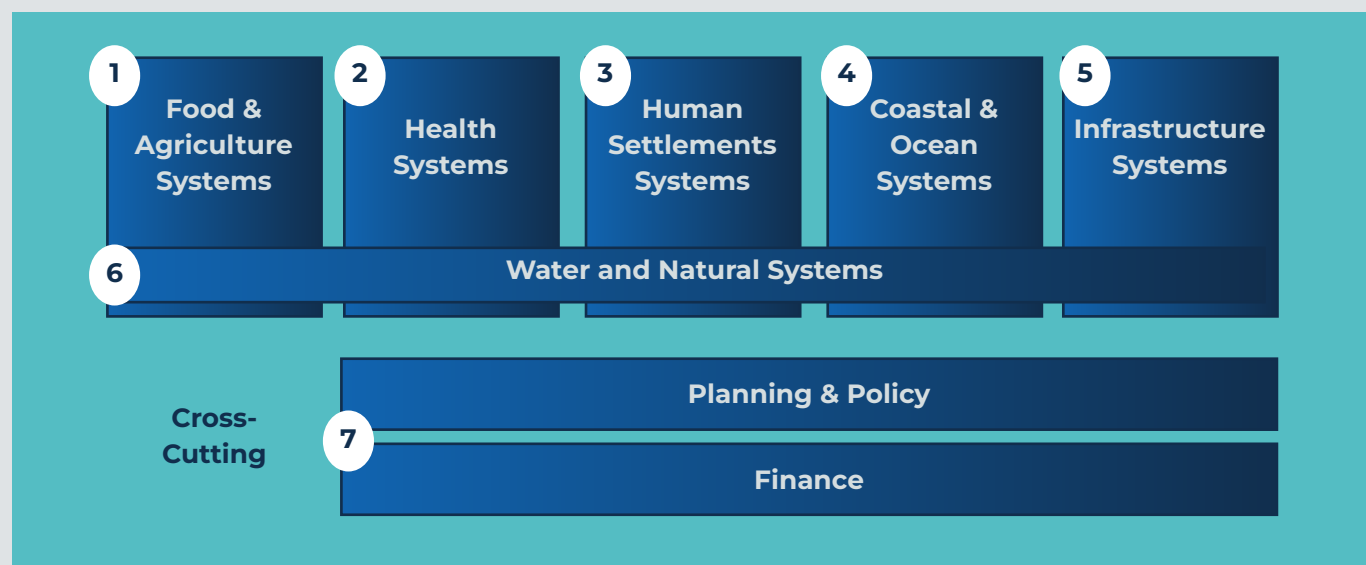 1
Food &
Agriculture
Systems
2
Health
Systems
3
Human
Settlements
Systems
4
Coastal &
Ocean
Systems
5
Infrastructure
Systems
6
Water and Natural Systems
Cross-
Cutting
7
Planning & Policy
Finance